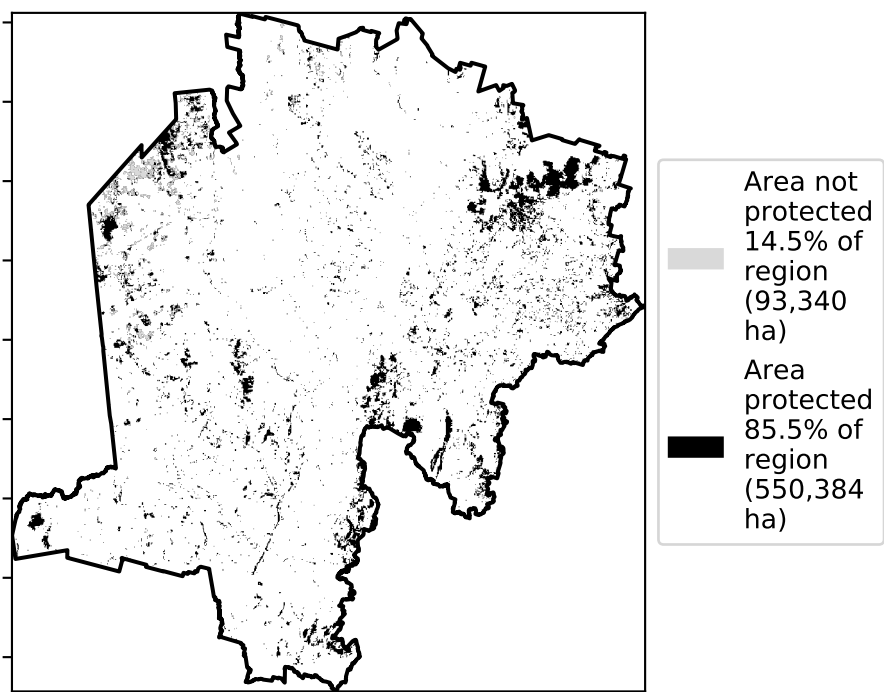 Area not
protected
14.5% of
region
(93,340
ha)
Area
protected
85.5% of
region
(550,384
ha)